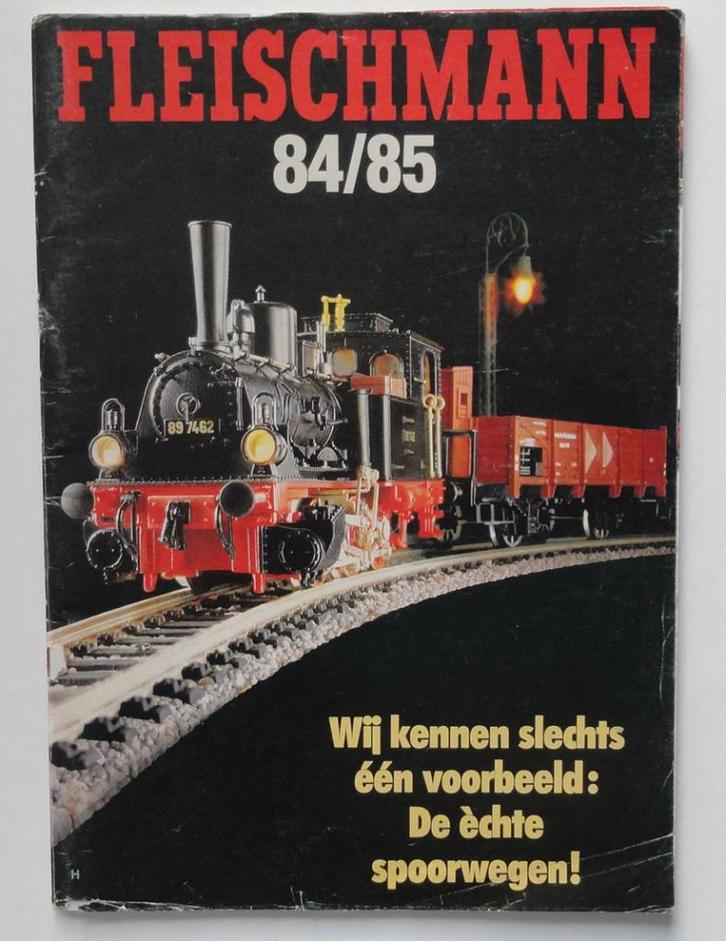 FLEISCHMANN
84/85
89 7462
Wij kennen slechts
één voorbeeld:
De èchte
spoorwegen!
H